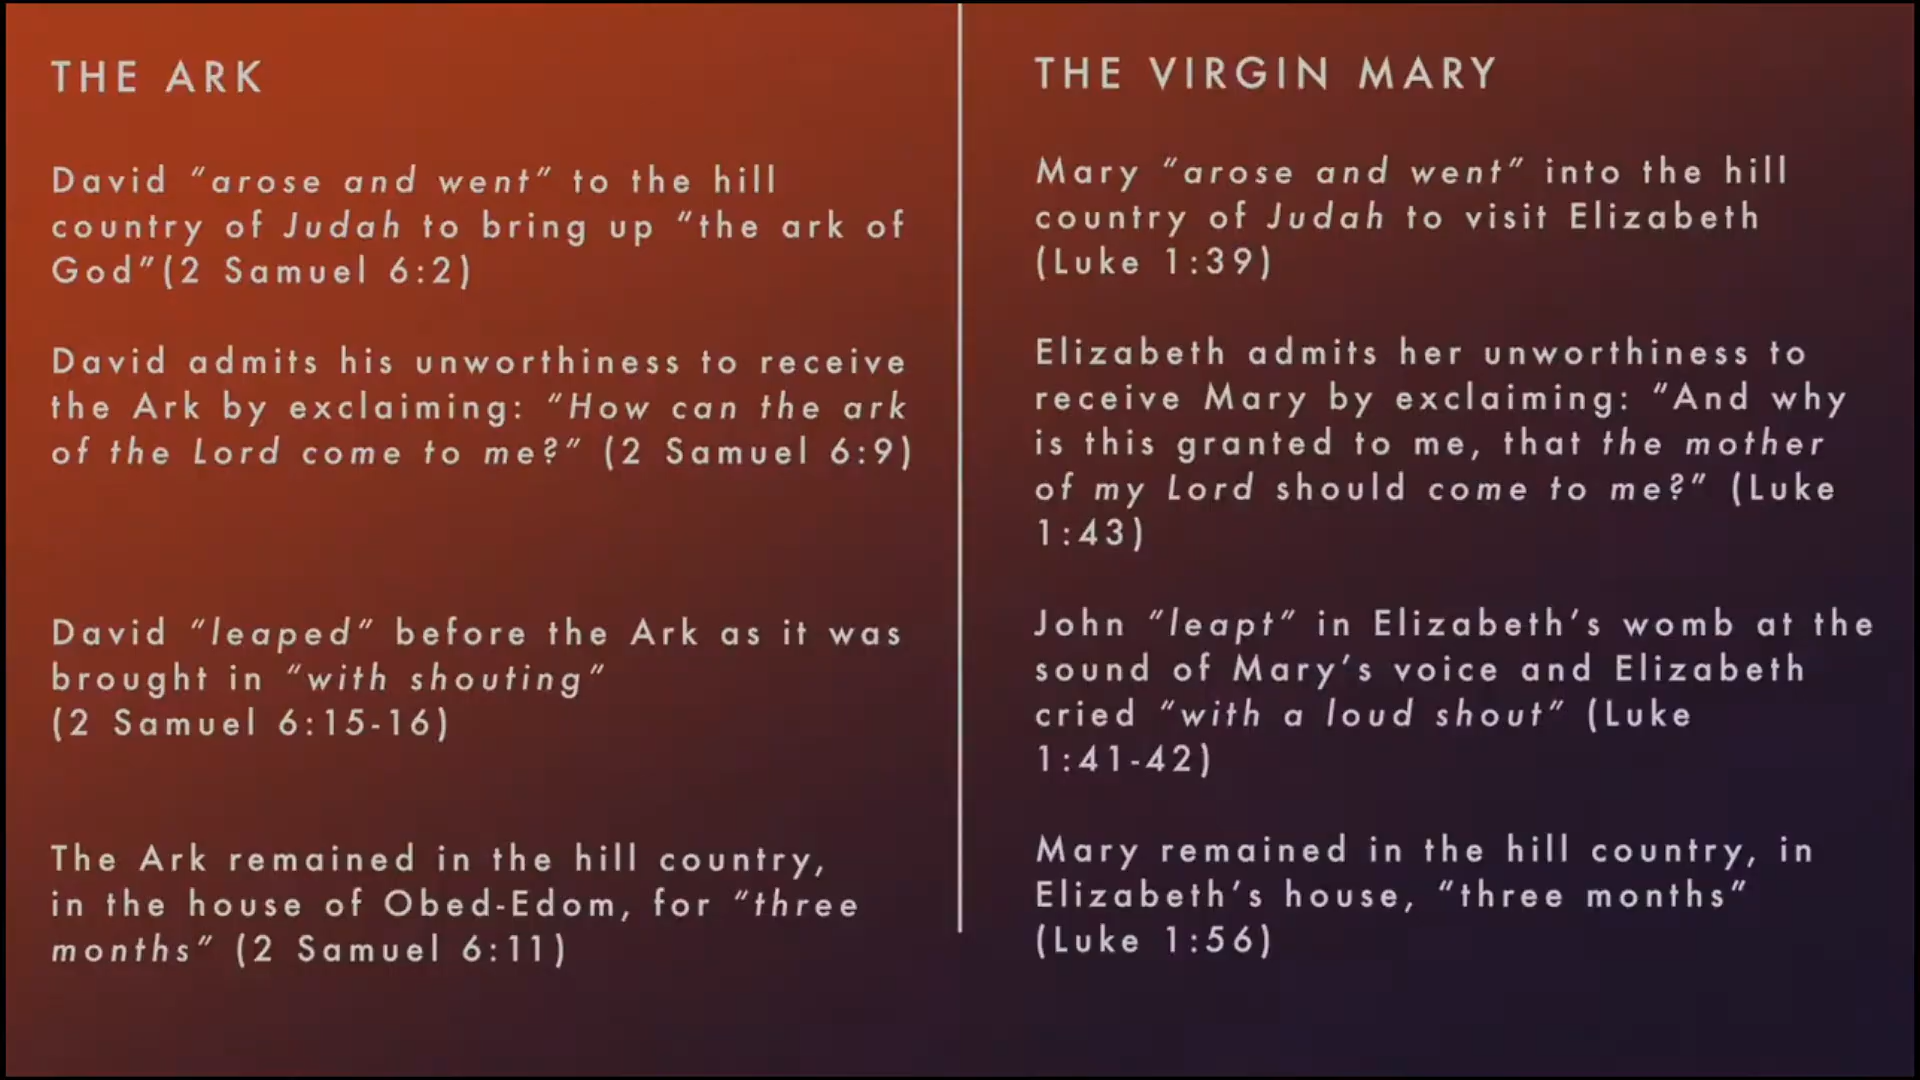 THE ARK
David “arose and went” to the hill
country of Judah to bring up “the ark of
God”(2 Samuel 6:2)
David admits his unworthiness to receive
the Ark by exclaiming: “How can the ark
of the Lord come to me?” (2 Samuel 6:9)
David “leaped” before the Ark as it was
brought in “with shouting”
(2 Samuel 6:15-16)
The Ark remained in the hill country,
in the house of Obed-Edom, for “three
months” (2 Samuel 6:11)
THE VIRGIN MARY
Mary “arose and went” into the hill
country of Judah to visit Elizabeth
(Luke 1:39)
Elizabeth admits her unworthiness to
receive Mary by exclaiming: “And why
is this granted to me, that the mother
of my Lord should come to me?” (Luke
1:43)
John “leapt” in Elizabeth’s womb at the
sound of Mary’s voice and Elizabeth
cried “with a loud shout” (Luke
1:41-42)
Mary remained in the hill country, in
Elizabeth’s house, “three months”
(Luke 1:56)